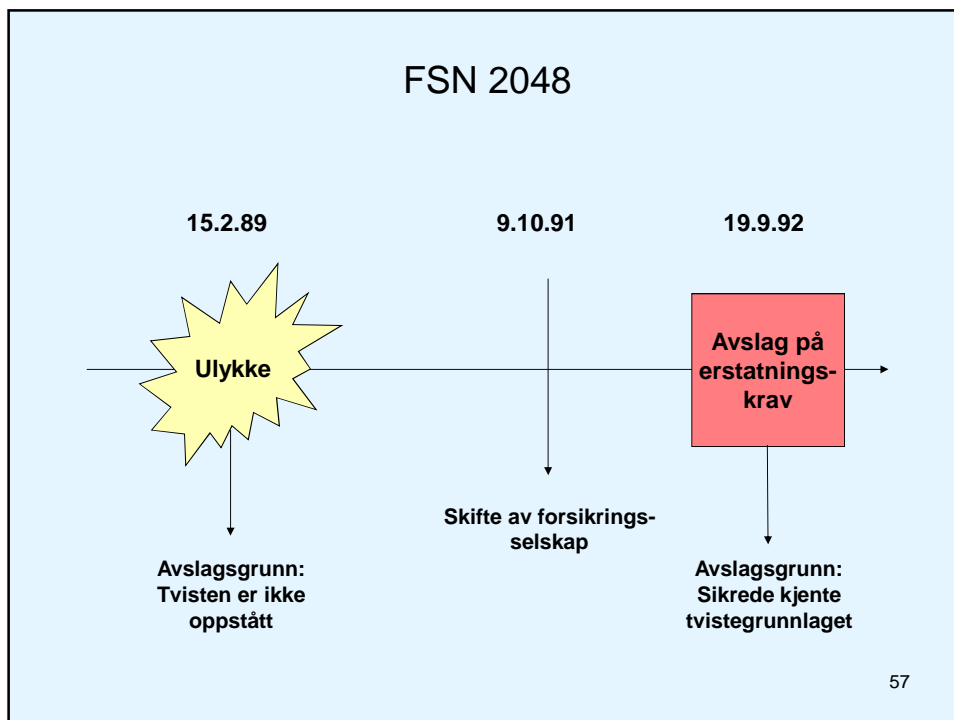 FSN 2048
15.2.89
9.10.91
19.9.92
Ulykke
Avslag på
erstatnings-
krav
Skifte av forsikrings-
selskap
Avslagsgrunn:
Tvisten er ikke
oppstått
Avslagsgrunn:
Sikrede kjente
tvistegrunnlaget
57